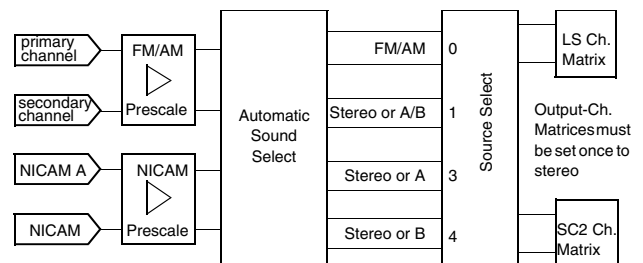 primary
channel
secondary
channel
NICAM A
NICAM
FM/AM
Prescale
NICAM
Prescale
Automatic
Sound
Select
FM/AM
Stereo or A/B
Stereo or A
Stereo or B
0
1
3
4
Source Select
LS Ch.
Matrix
Output-Ch.
Matrices must
be set once to
stereo
SC2 Ch.
Matrix